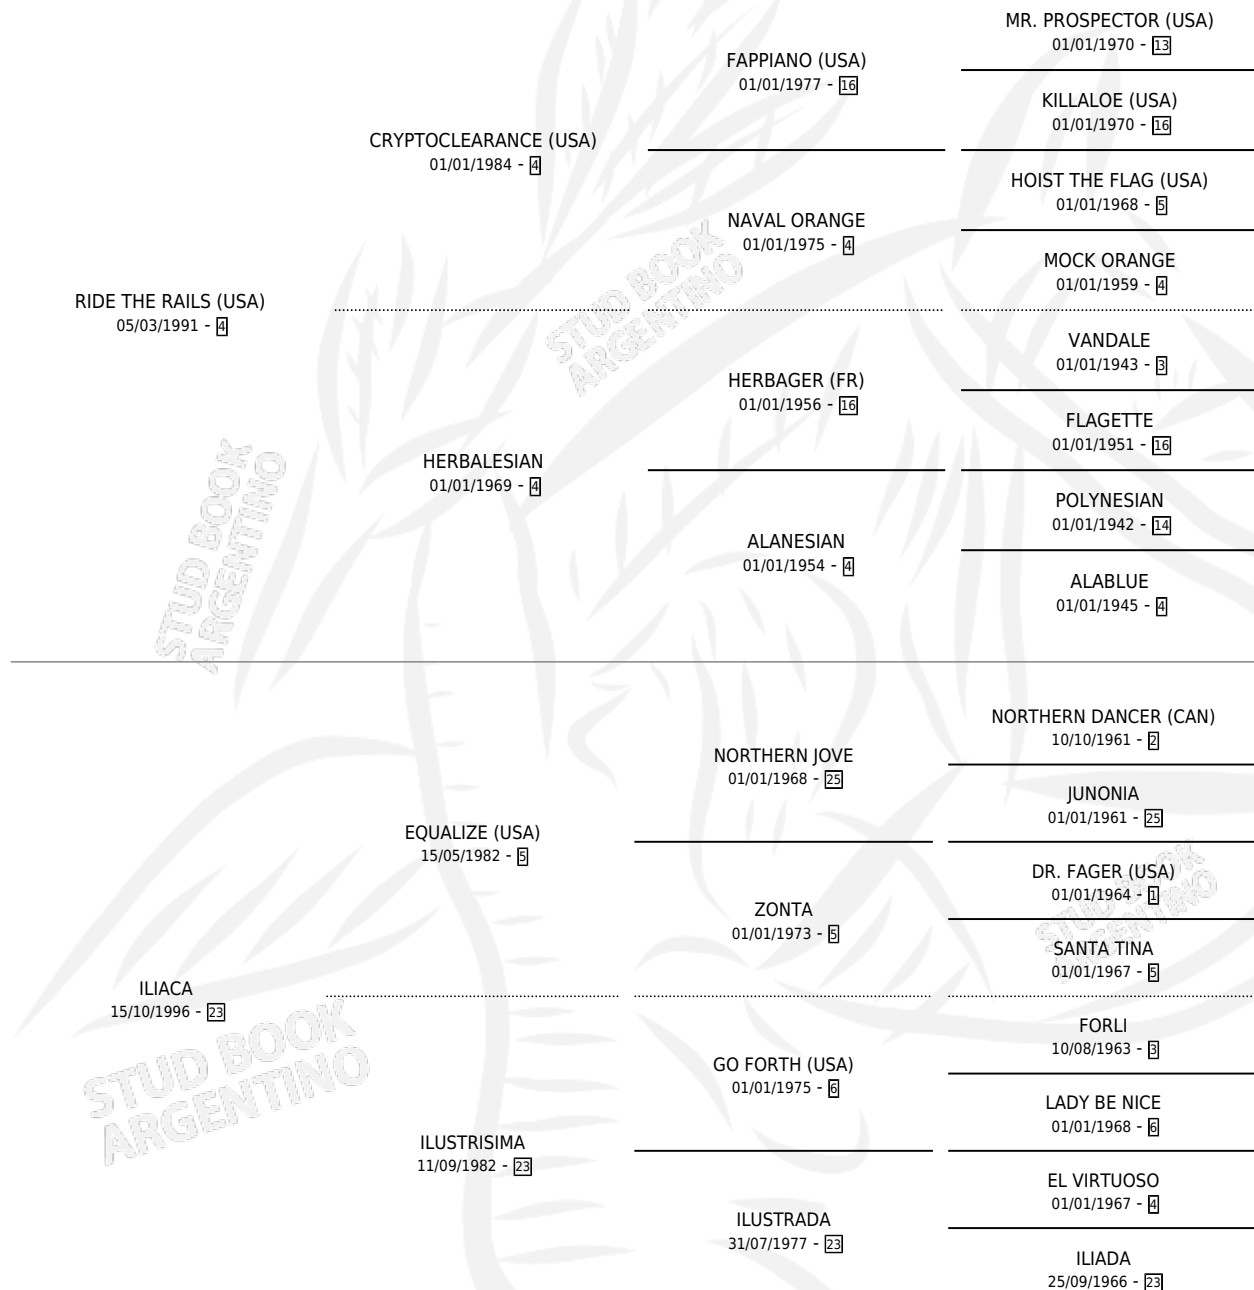 MR. PROSPECTOR (USA)
01/01/1970 - 13
FAPPIANO (USA)
01/01/1977 - 16
KILLALOE (USA)
01/01/1970 - 16
CRYPTOCLEARANCE (USA)
01/01/1984 - 4
HOIST THE FLAG (USA)
01/01/1968 - 5
NAVAL ORANGE
01/01/1975 - 4
MOCK ORANGE
01/01/1959 - 4
RIDE THE RAILS (USA)
05/03/1991 - 4
STUD BOOK
ARGENTINO
VANDALE
01/01/1943 - 3
HERBAGER (FR)
01/01/1956 - 16
FLAGETTE
01/01/1951 - 16
HERBALESIAN
01/01/1969 - 4
POLYNESIAN
01/01/1942 - 14
ALANESIAN
01/01/1954 - 4
ALABLUE
01/01/1945 - 4
STUD BOOK
ARGENTINO
NORTHERN DANCER (CAN)
10/10/1961 - 2
NORTHERN JOVE
01/01/1968 - 25
JUNONIA
01/01/1961 - 25
EQUALIZE (USA)
15/05/1982 - 5
DR. FAGER (USA)
01/01/1964 - 1
ZONTA
01/01/1973 - 5
SANTA TINA
01/01/1967 - 5
STUD BOOK
ARGENTINO
ILIACA
15/10/1996 - 23
FORLI
10/08/1963 - 3
GO FORTH (USA)
01/01/1975 - 6
LADY BE NICE
01/01/1968 - 6
STUD BOOK
ARGENTINO
ILUSTRISIMA
11/09/1982 - 23
EL VIRTUOSO
01/01/1967 - 4
ILUSTRADA
31/07/1977 - 23
ILIADA
25/09/1966 - 23